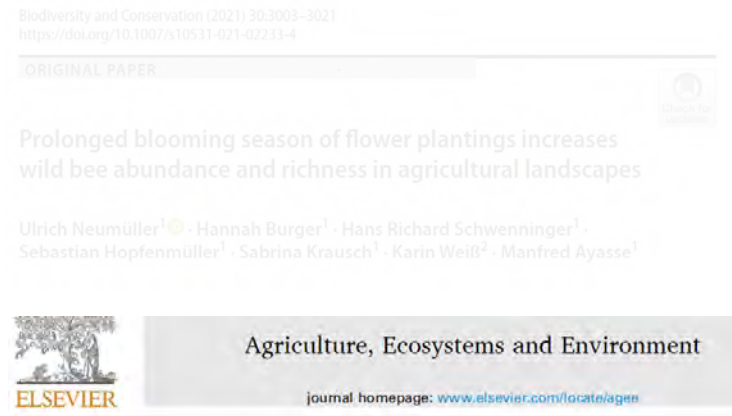 Biodiversity and Conservation (2021) 30:3003–3021
https://doi.org/10.1007/s10531-021-02233-4
ORIGINAL PAPER
Check for
updates
Prolonged blooming season of flower plantings increases
wild bee abundance and richness in agricultural landscapes
Ulrich Neumüller¹ · Hannah Burger¹ · Hans Richard Schwenninger¹ ·
Sebastian Hopfenmüller¹ · Sabrina Krausch¹ · Karin Weiß² · Manfred Ayasse¹
Agriculture, Ecosystems and Environment
ELSEVIER
journal homepage: www.elsevier.com/locate/agee